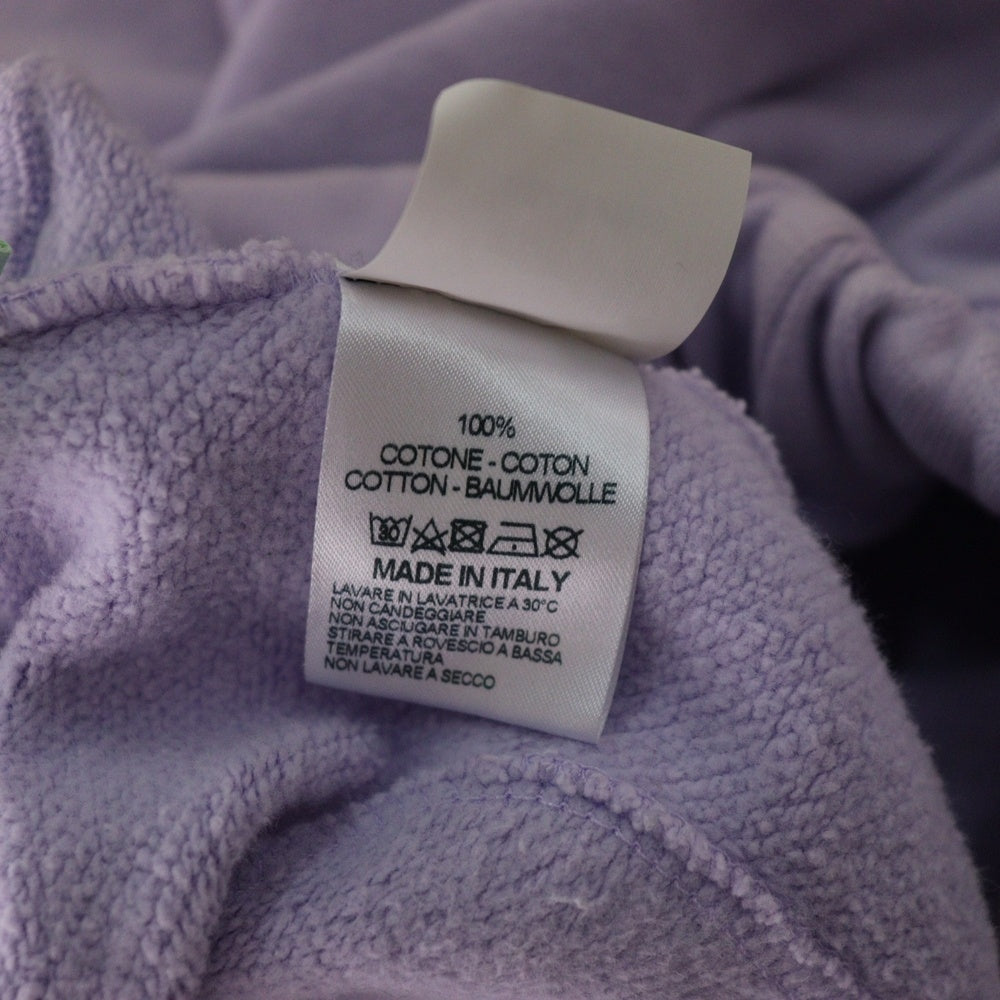 100%
COTONE - COTON
COTTON - BAUMWOLLE
30
MADE IN ITALY
LAVARE IN LAVATRICE A 30°C
NON CANDEGGIARE
NON ASCIUGARE IN TAMBURO
STIRARE A ROVESCIO A BASSA
TEMPERATURA
NON LAVARE A SECCO